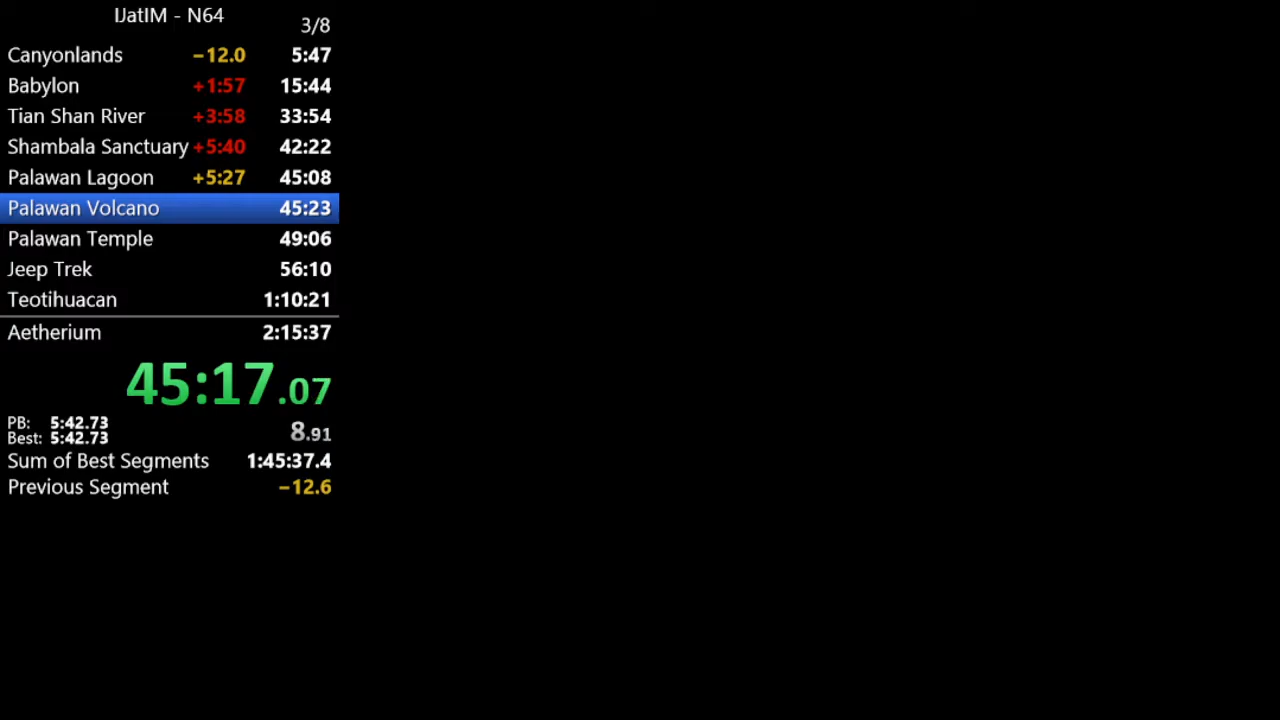 IJatIM - N64
3/8
Canyonlands −12.0 5:47
Babylon +1:57 15:44
Tian Shan River +3:58 33:54
Shambala Sanctuary +5:40 42:22
Palawan Lagoon +5:27 45:08
Palawan Volcano 45:23
Palawan Temple 49:06
Jeep Trek 56:10
Teotihuacan 1:10:21
Aetherium 2:15:37
45:17.07
PB: 5:42.73
Best: 5:42.73
8.91
Sum of Best Segments 1:45:37.4
Previous Segment −12.6